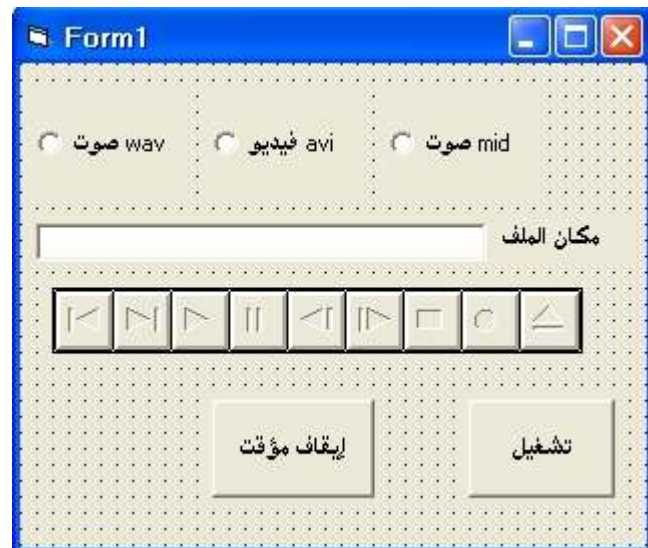 Form1
صوت wav
فيديو avi
صوت mid
مكان الملف
إيقاف مؤقت
تشغيل